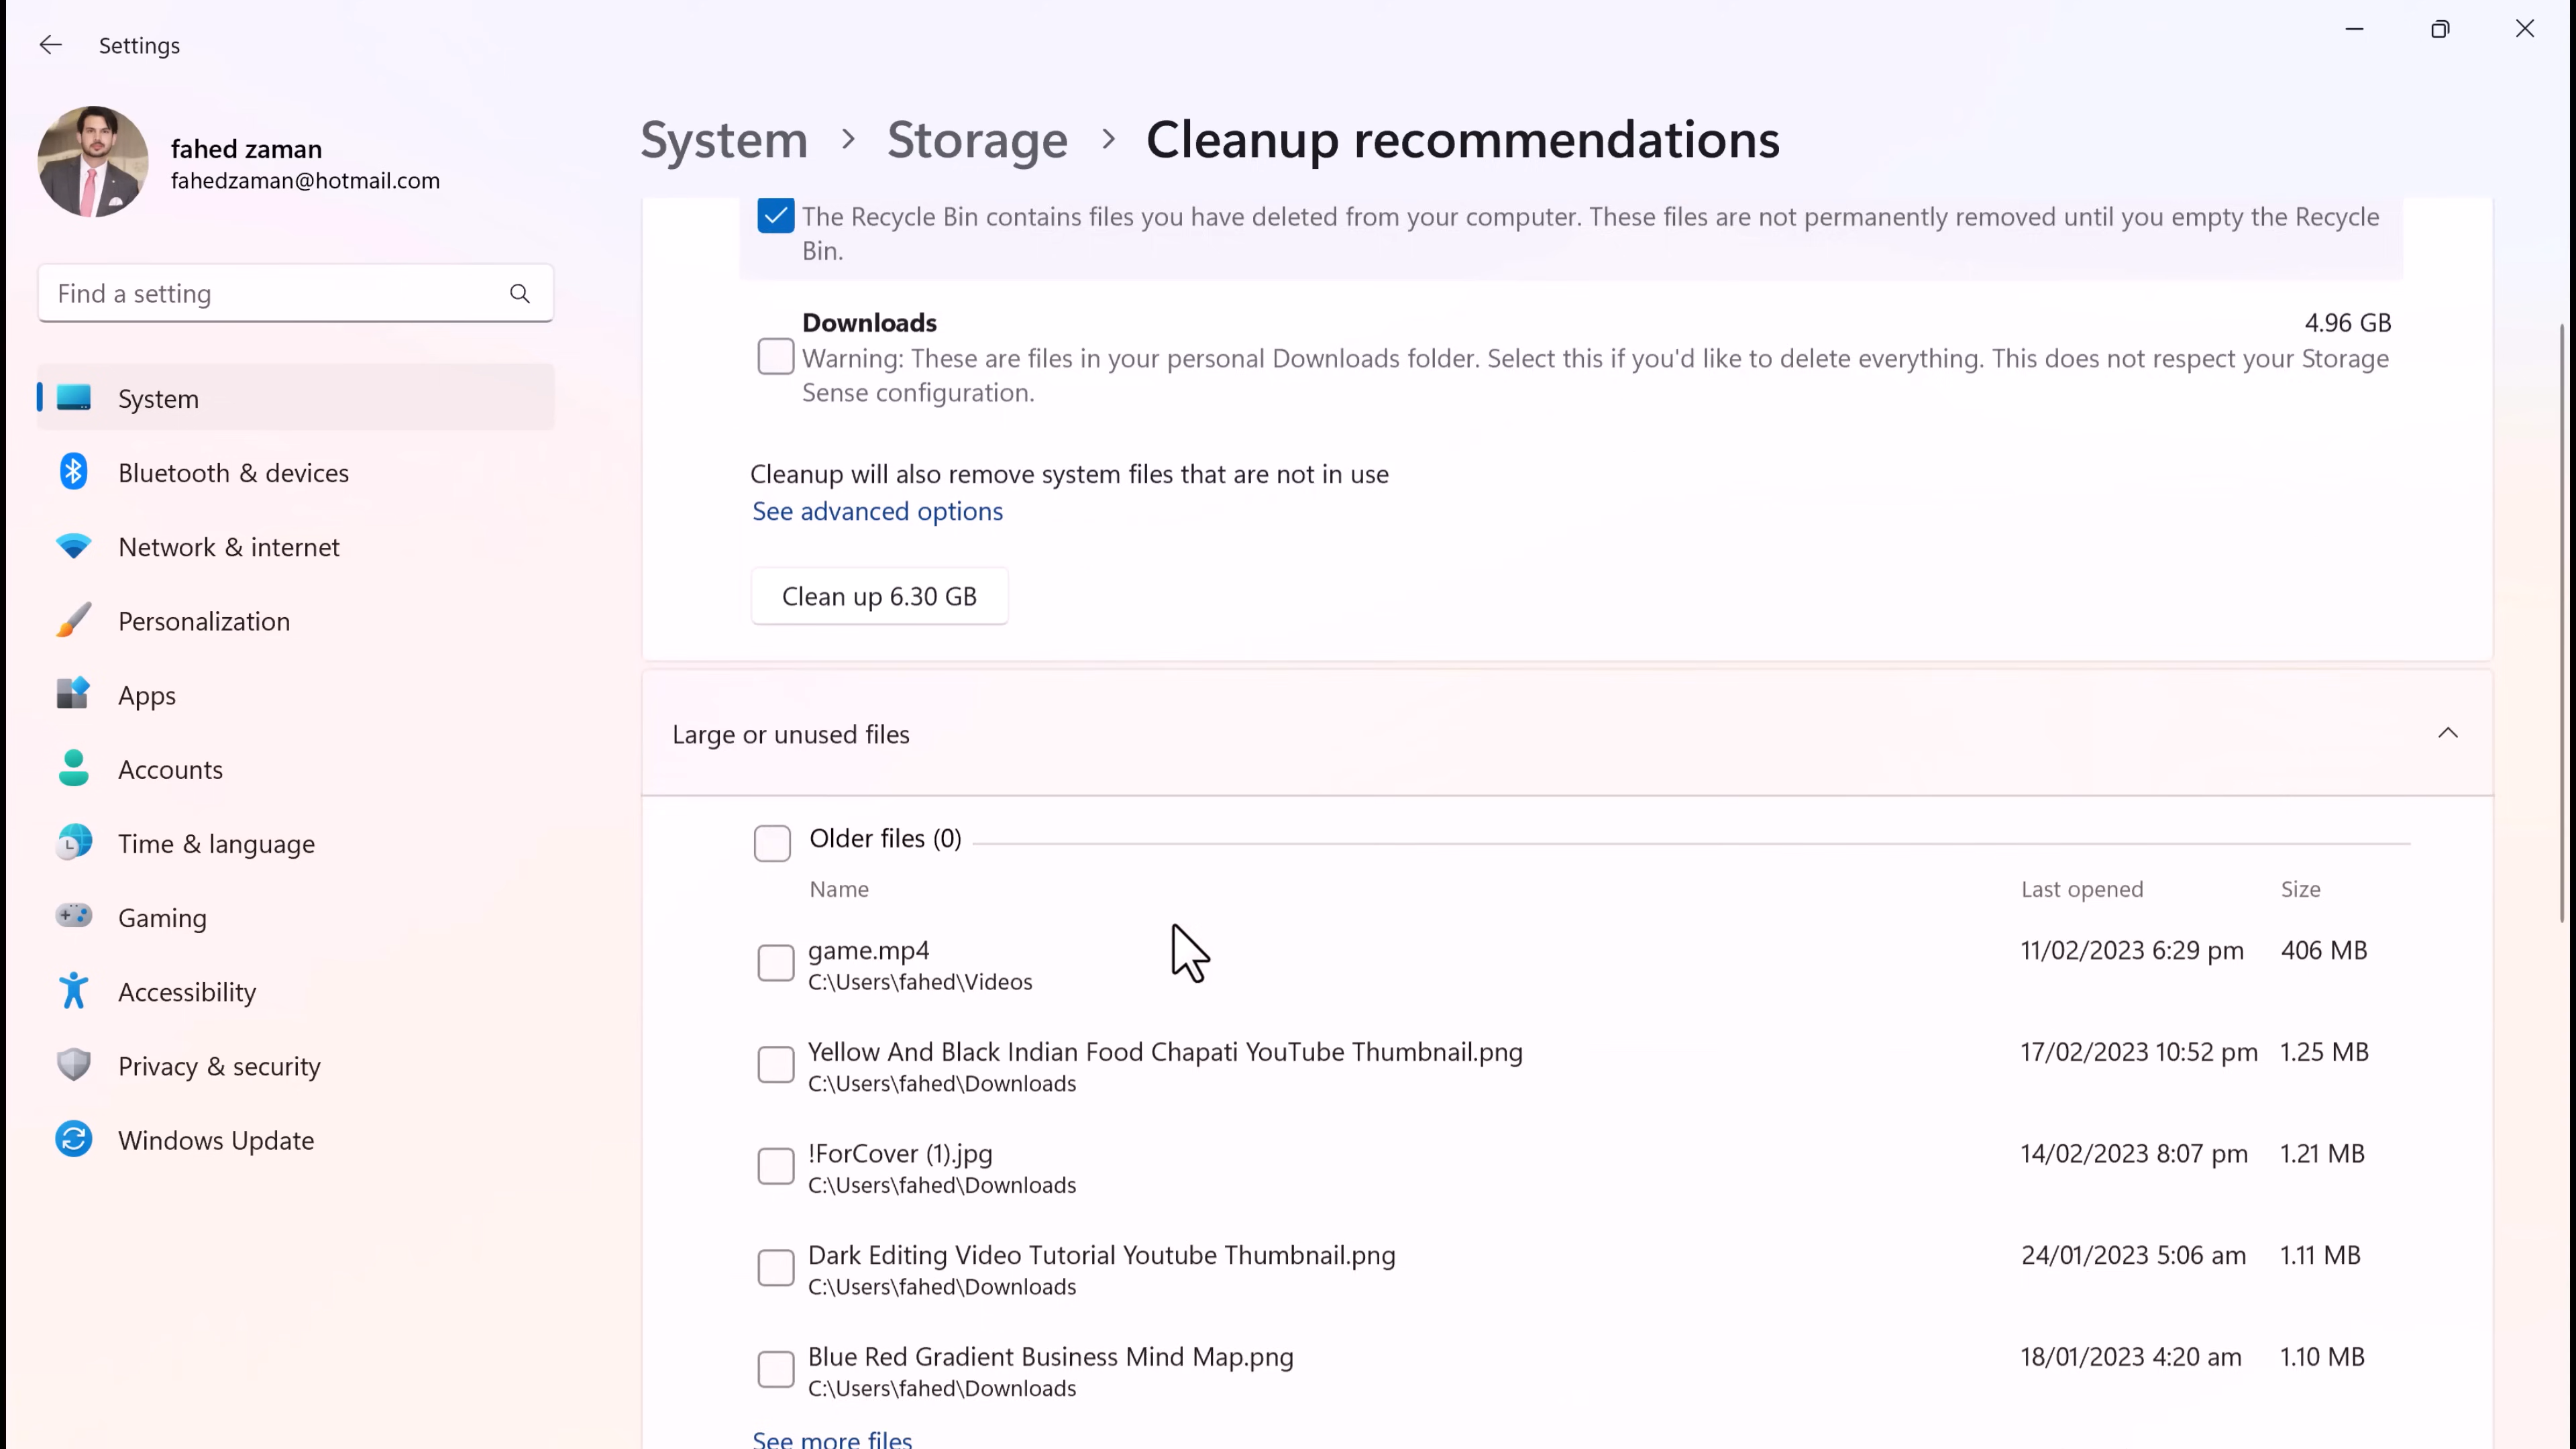 Settings
fahed zaman
fahedzaman@hotmail.com
Find a setting
System
Bluetooth & devices
Network & internet
Personalization
Apps
Accounts
Time & language
Gaming
Accessibility
Privacy & security
Windows Update
System > Storage > Cleanup recommendations
The Recycle Bin contains files you have deleted from your computer. These files are not permanently removed until you empty the Recycle
Bin.
Downloads 4.96 GB
Warning: These are files in your personal Downloads folder. Select this if you'd like to delete everything. This does not respect your Storage
Sense configuration.
Cleanup will also remove system files that are not in use
See advanced options
Clean up 6.30 GB
Large or unused files
Older files (0)
Name Last opened Size
game.mp4 11/02/2023 6:29 pm 406 MB
C:\Users\fahed\Videos
Yellow And Black Indian Food Chapati YouTube Thumbnail.png 17/02/2023 10:52 pm 1.25 MB
C:\Users\fahed\Downloads
!ForCover (1).jpg 14/02/2023 8:07 pm 1.21 MB
C:\Users\fahed\Downloads
Dark Editing Video Tutorial Youtube Thumbnail.png 24/01/2023 5:06 am 1.11 MB
C:\Users\fahed\Downloads
Blue Red Gradient Business Mind Map.png 18/01/2023 4:20 am 1.10 MB
C:\Users\fahed\Downloads
See more files